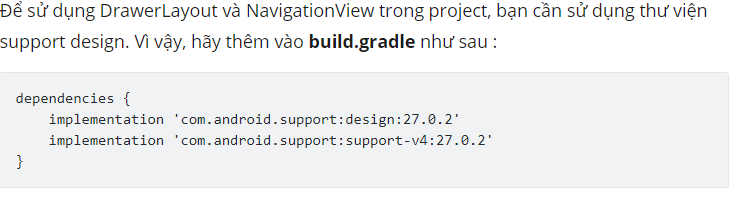 Để sử dụng DrawerLayout và NavigationView trong project, bạn cần sử dụng thư viện
support design. Vì vậy, hãy thêm vào build.gradle như sau :
dependencies {
    implementation 'com.android.support:design:27.0.2'
    implementation 'com.android.support:support-v4:27.0.2'
}